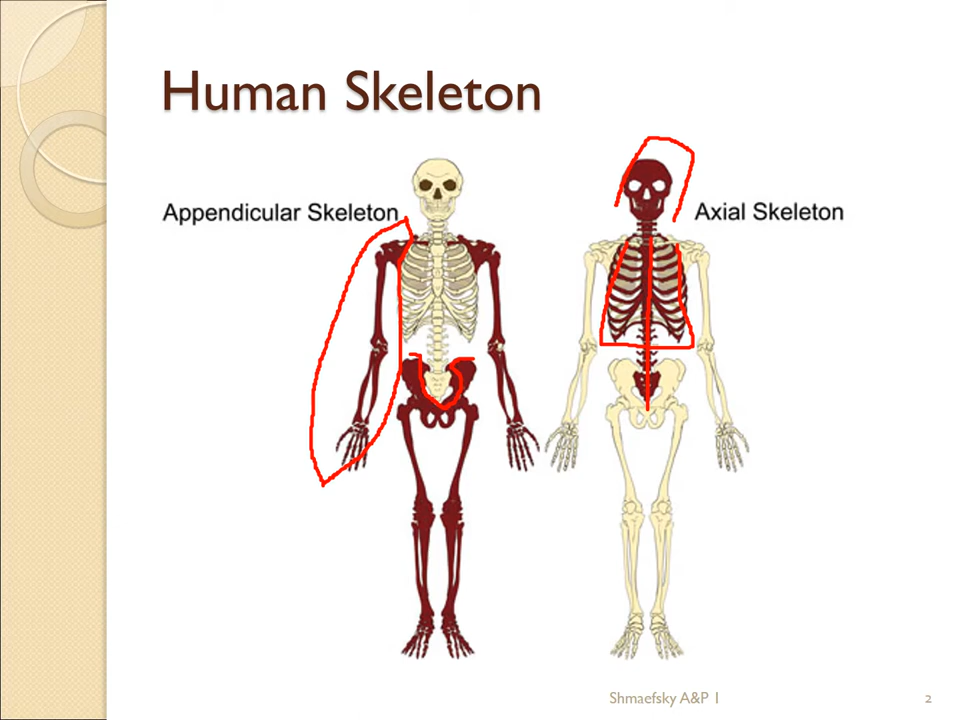 Human Skeleton
Appendicular Skeleton
Axial Skeleton
Shmaefsky A&P 1
2